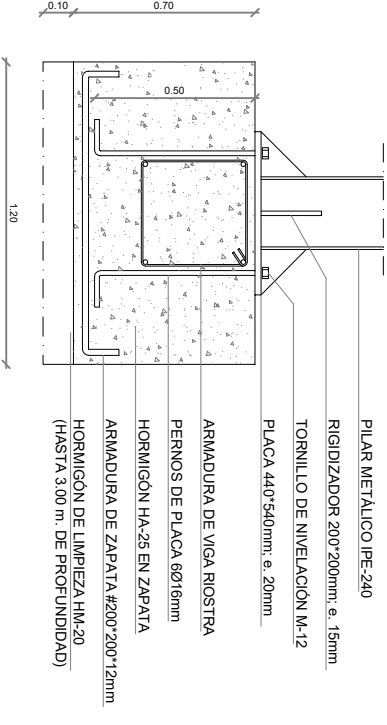 PILAR METÁLICO IPE-240
RIGIDIZADOR 200*200mm; e. 15mm
TORNILLO DE NIVELACIÓN M-12
PLACA 440*540mm; e. 20mm
ARMADURA DE VIGA RIOSTRA
PERNOS DE PLACA 6Ø16mm
HORMIGÓN HA-25 EN ZAPATA
ARMADURA DE ZAPATA #200*200*12mm
HORMIGÓN DE LIMPIEZA HM-20
(HASTA 3.00 m. DE PROFUNDIDAD)
0.70
0.10
0.50
1.20